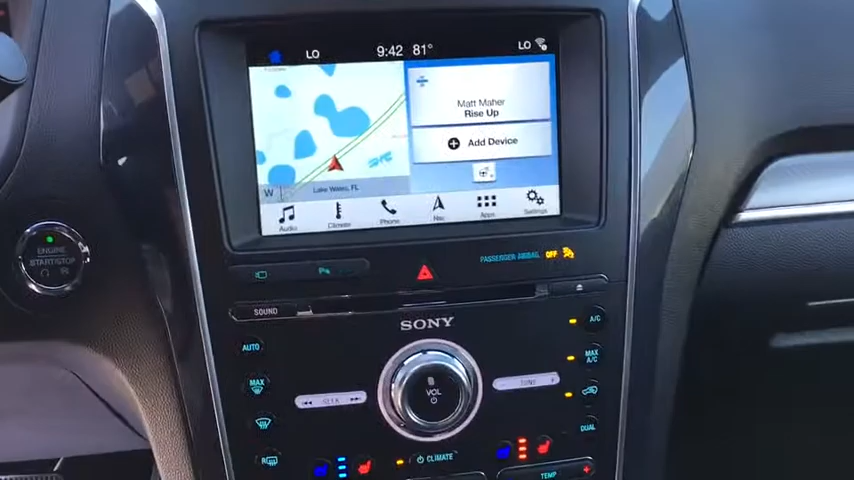 LO 9:42 81° LO
Matt Maher
Rise Up
Add Device
W
LAKE WALES, FL
Audio Climate Phone Nav Apps Settings
ENGINE
START/STOP
PASSENGER AIRBAG OFF
SOUND
SONY
A/C
AUTO
MAX
A/C
MAX
VOL
SEEK
TUNE
DUAL
R
CLIMATE
TEMP